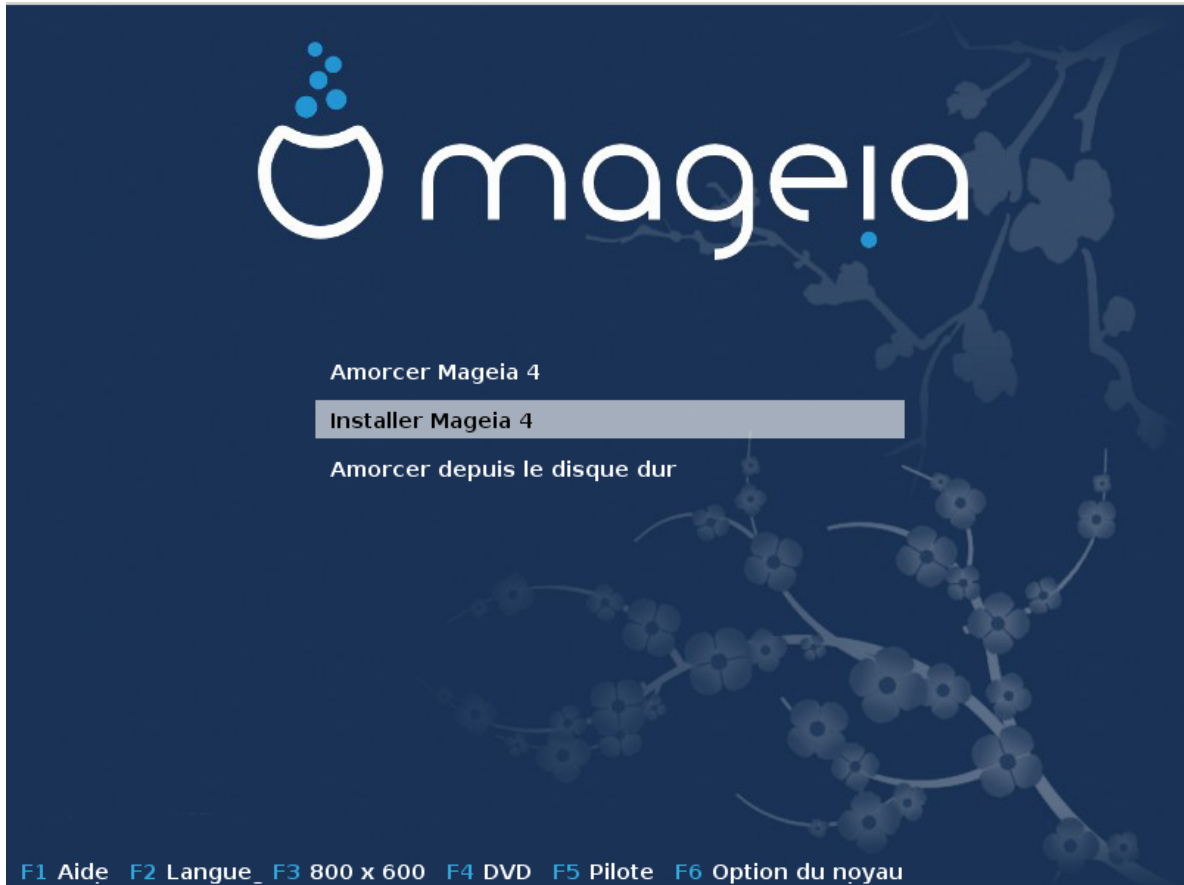 mageia
Amorcer Mageia 4
Installer Mageia 4
Amorcer depuis le disque dur
F1 Aide F2 Langue F3 800 x 600 F4 DVD F5 Pilote F6 Option du noyau